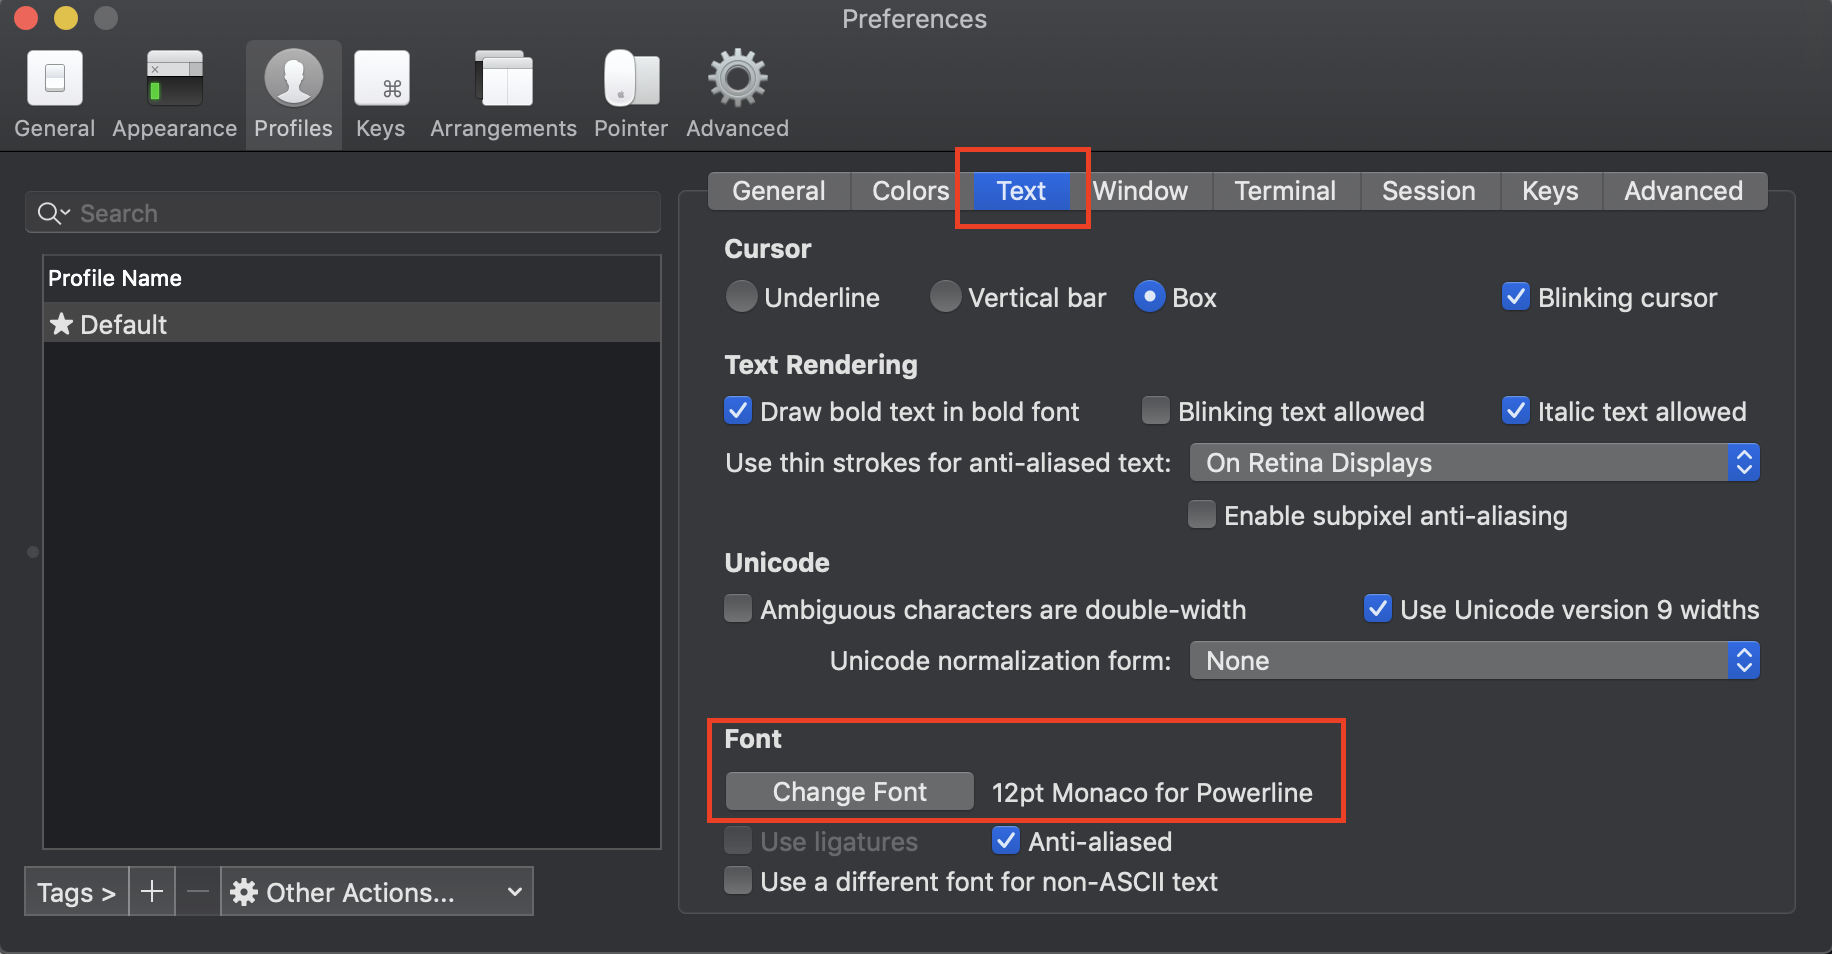 Preferences
General Appearance Profiles Keys Arrangements Pointer Advanced
Search
Profile Name
Default
Tags > Other Actions...
General Colors Text Window Terminal Session Keys Advanced
Cursor
Underline Vertical bar Box Blinking cursor
Text Rendering
Draw bold text in bold font Blinking text allowed Italic text allowed
Use thin strokes for anti-aliased text: On Retina Displays
Enable subpixel anti-aliasing
Unicode
Ambiguous characters are double-width Use Unicode version 9 widths
Unicode normalization form: None
Font
Change Font 12pt Monaco for Powerline
Use ligatures Anti-aliased
Use a different font for non-ASCII text